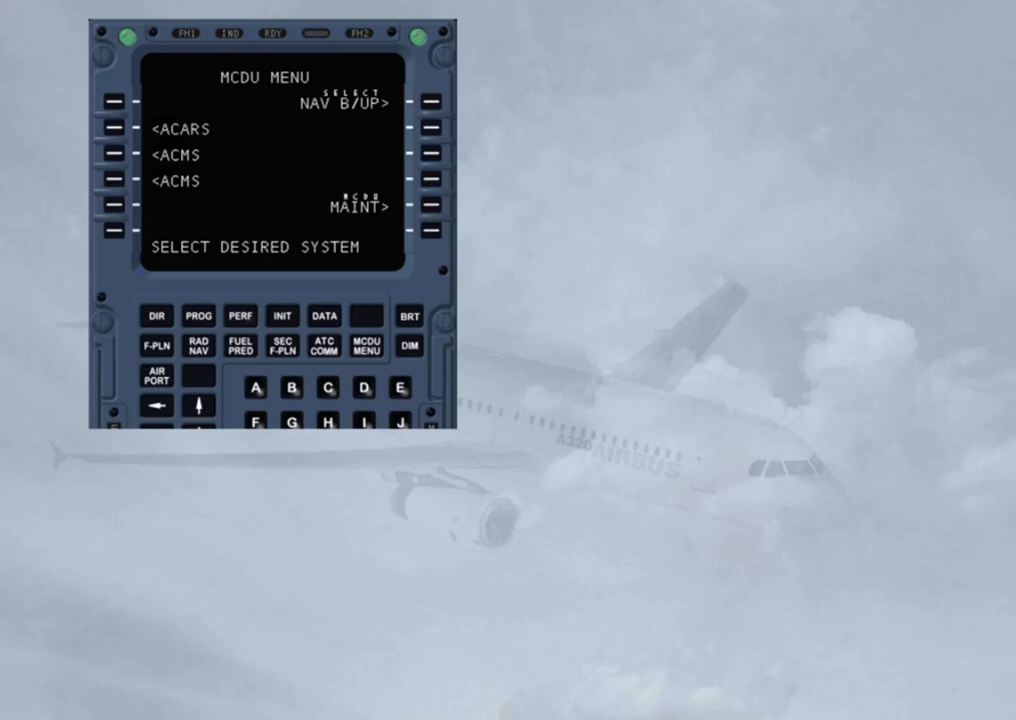 FM1 IND RDY FM2
MCDU MENU
SELECT
NAV B/UP>
<ACARS
<ACMS
<ACMS
MCDU
MAINT>
SELECT DESIRED SYSTEM
DIR PROG PERF INIT DATA BRT
F-PLN RAD NAV FUEL PRED SEC F-PLN ATC COMM MCDU MENU DIM
AIR PORT
A B C D E
F G H I J
A320 AIRBUS